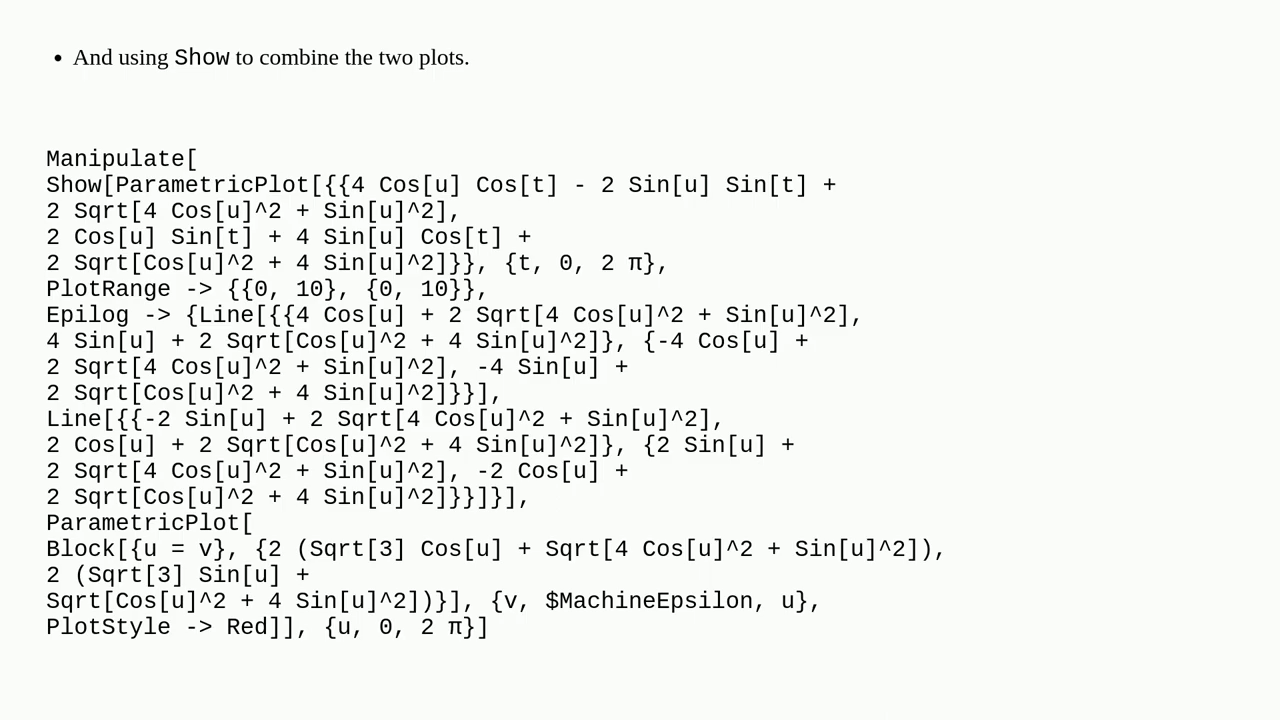 • And using Show to combine the two plots.
Manipulate[
Show[ParametricPlot[{{4 Cos[u] Cos[t] - 2 Sin[u] Sin[t] +
2 Sqrt[4 Cos[u]^2 + Sin[u]^2],
2 Cos[u] Sin[t] + 4 Sin[u] Cos[t] +
2 Sqrt[Cos[u]^2 + 4 Sin[u]^2]}}, {t, 0, 2 π},
PlotRange -> {{0, 10}, {0, 10}},
Epilog -> {Line[{{4 Cos[u] + 2 Sqrt[4 Cos[u]^2 + Sin[u]^2],
4 Sin[u] + 2 Sqrt[Cos[u]^2 + 4 Sin[u]^2]}, {-4 Cos[u] +
2 Sqrt[4 Cos[u]^2 + Sin[u]^2], -4 Sin[u] +
2 Sqrt[Cos[u]^2 + 4 Sin[u]^2]}}],
Line[{{-2 Sin[u] + 2 Sqrt[4 Cos[u]^2 + Sin[u]^2],
2 Cos[u] + 2 Sqrt[Cos[u]^2 + 4 Sin[u]^2]}, {2 Sin[u] +
2 Sqrt[4 Cos[u]^2 + Sin[u]^2], -2 Cos[u] +
2 Sqrt[Cos[u]^2 + 4 Sin[u]^2]}}]}],
ParametricPlot[
Block[{u = v}, {2 (Sqrt[3] Cos[u] + Sqrt[4 Cos[u]^2 + Sin[u]^2]),
2 (Sqrt[3] Sin[u] +
Sqrt[Cos[u]^2 + 4 Sin[u]^2])}], {v, $MachineEpsilon, u},
PlotStyle -> Red]], {u, 0, 2 π}]